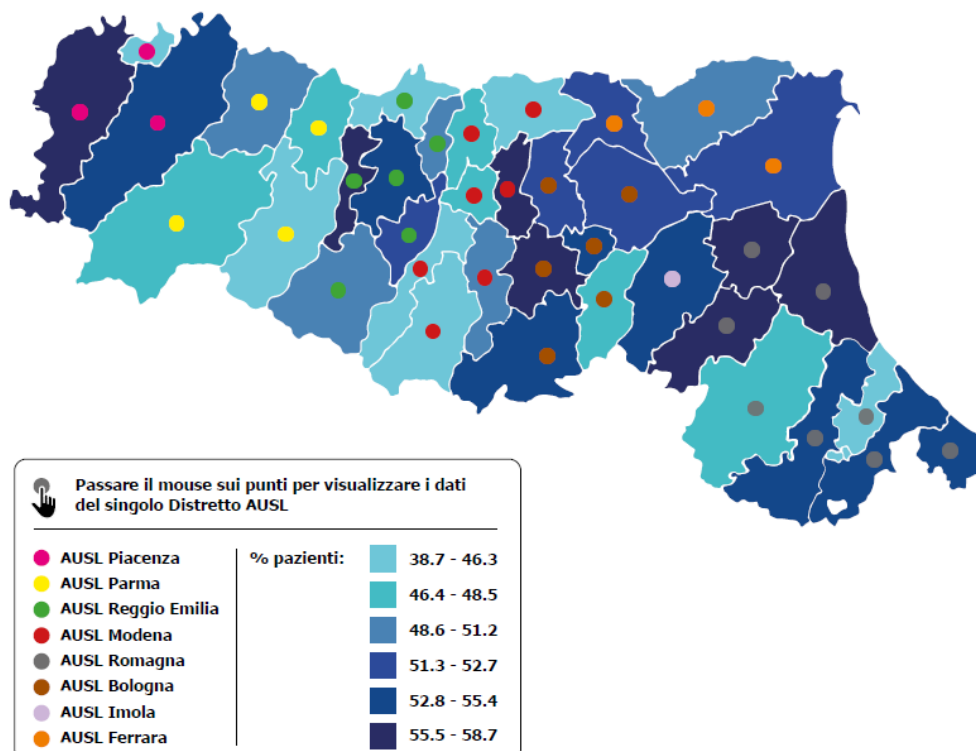 Passare il mouse sui punti per visualizzare i dati
del singolo Distretto AUSL
AUSL Piacenza
AUSL Parma
AUSL Reggio Emilia
AUSL Modena
AUSL Romagna
AUSL Bologna
AUSL Imola
AUSL Ferrara
% pazienti:
38.7 - 46.3
46.4 - 48.5
48.6 - 51.2
51.3 - 52.7
52.8 - 55.4
55.5 - 58.7